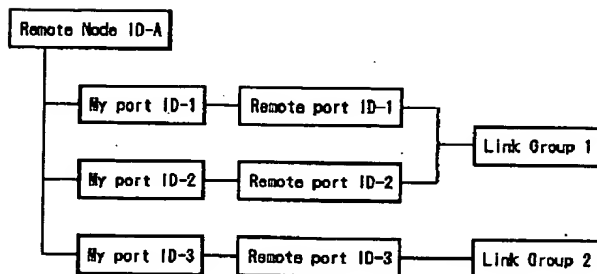 Remote Node ID-A
My port ID-1
Remote port ID-1
Link Group 1
My port ID-2
Remote port ID-2
My port ID-3
Remote port ID-3
Link Group 2